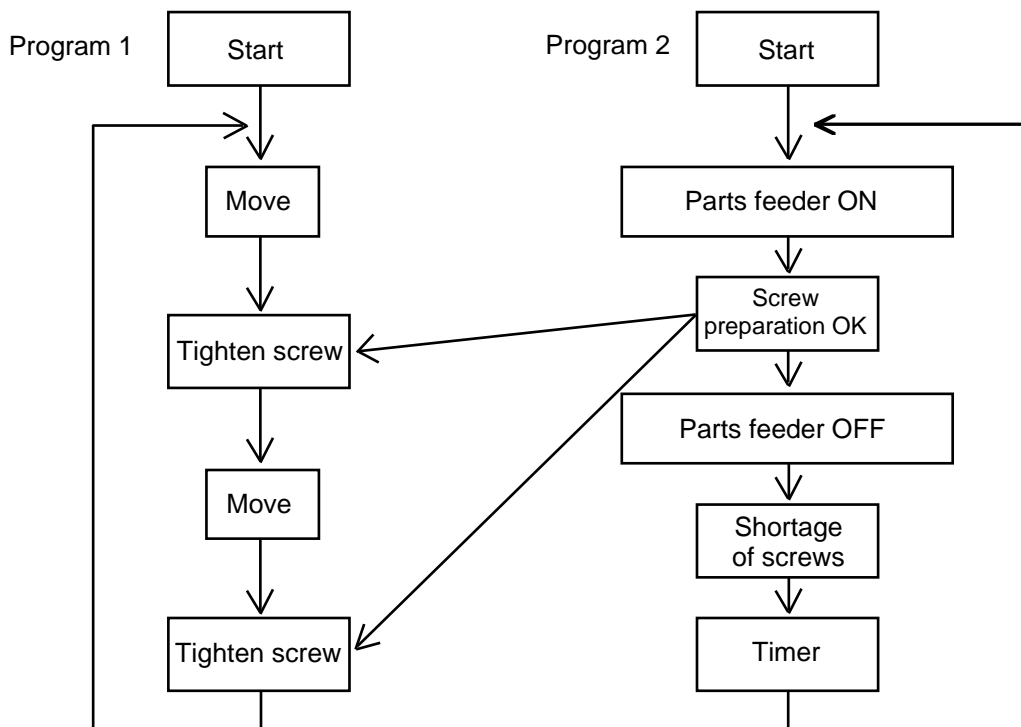 Program 1
Start
Move
Tighten screw
Move
Tighten screw
Program 2
Start
Parts feeder ON
Screw
preparation OK
Parts feeder OFF
Shortage
of screws
Timer